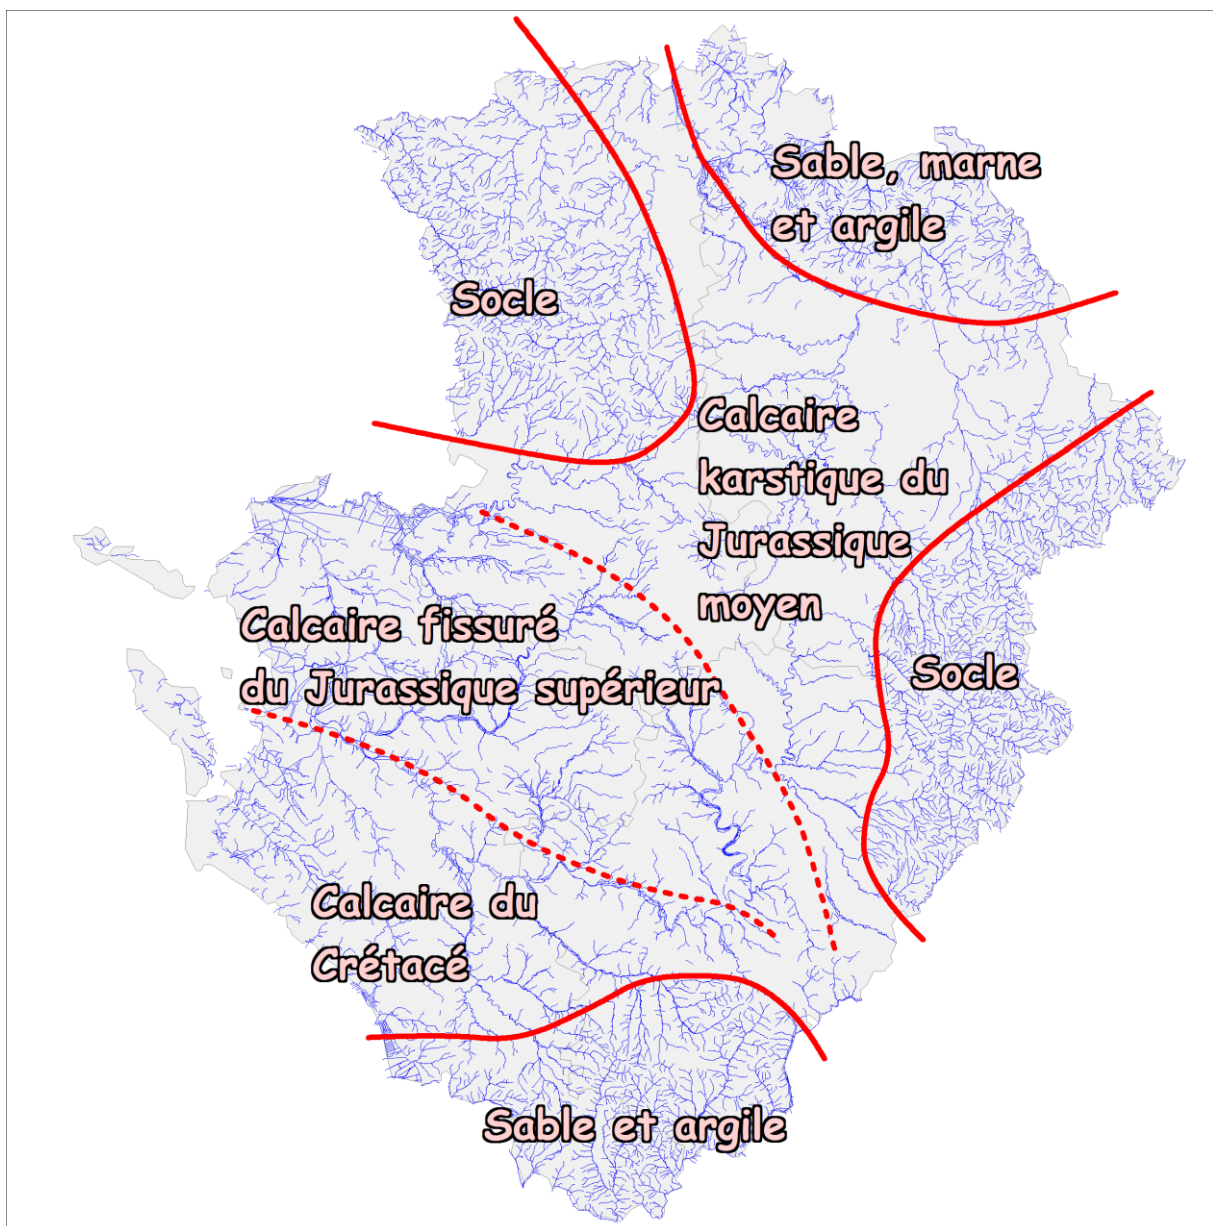 Sable, marne
et argile
Socle
Calcaire
karstique du
Jurassique
moyen
Calcaire fissuré
du Jurassique supérieur
Socle
Calcaire du
Crétacé
Sable et argile